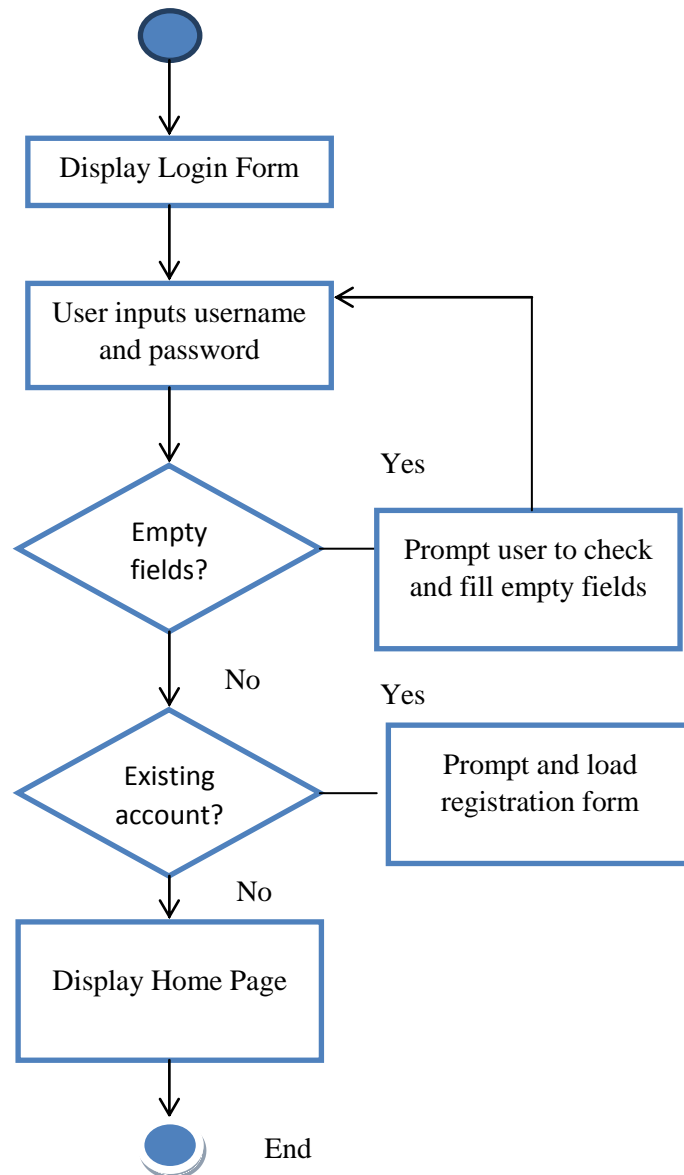 Display Login Form
User inputs username
and password
Yes
Empty
fields?
Prompt user to check
and fill empty fields
No
Yes
Existing
account?
Prompt and load
registration form
No
Display Home Page
End